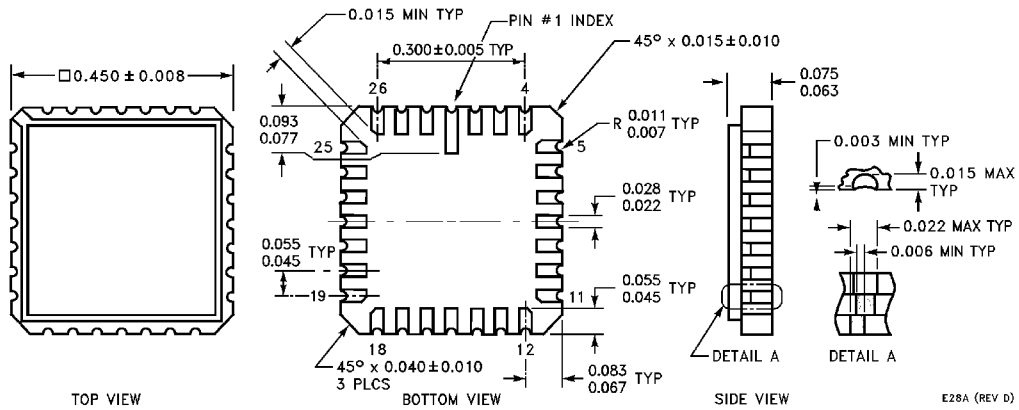 0.015 MIN TYP
PIN #1 INDEX
0.300±0.005 TYP
45° x 0.015±0.010
□0.450±0.008
26
4
0.075
0.063
0.093
0.077
R 0.011
0.007 TYP
25
5
0.003 MIN TYP
0.015 MAX
TYP
0.028
0.022 TYP
0.022 MAX TYP
0.006 MIN TYP
0.055
0.045 TYP
0.055
0.045 TYP
19
11
18
12
45° x 0.040±0.010
3 PLCS
0.083
0.067 TYP
DETAIL A
DETAIL A
TOP VIEW
BOTTOM VIEW
SIDE VIEW
E28A (REV D)